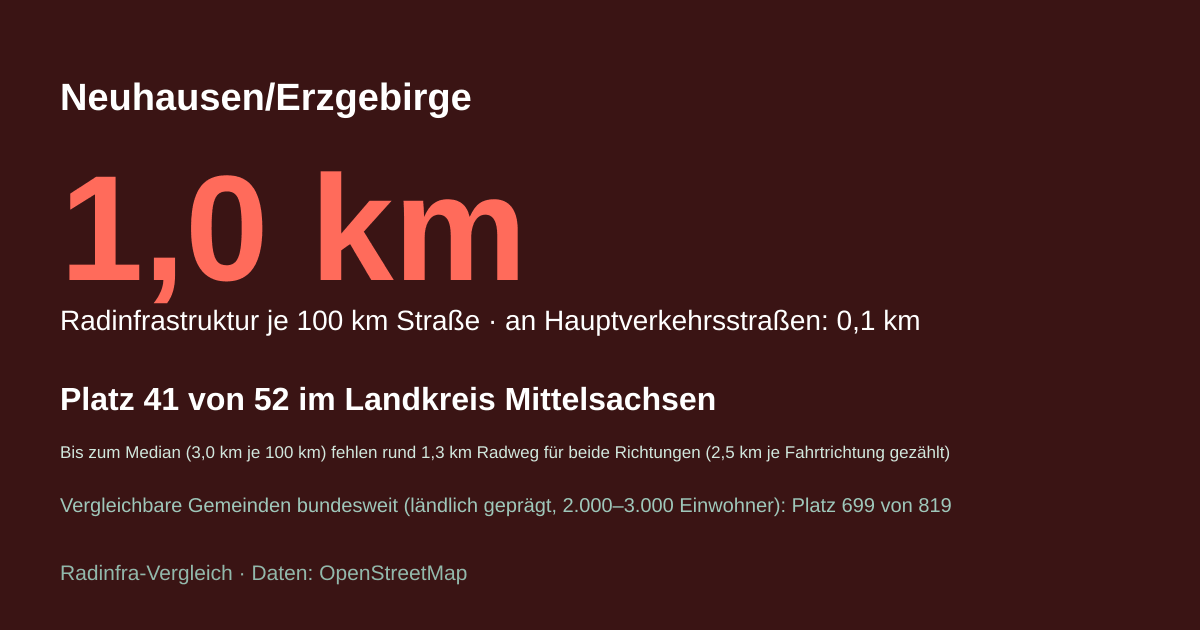 Neuhausen/Erzgebirge
1,0 km
Radinfrastruktur je 100 km Straße · an Hauptverkehrsstraßen: 0,1 km
Platz 41 von 52 im Landkreis Mittelsachsen
Bis zum Median (3,0 km je 100 km) fehlen rund 1,3 km Radweg für beide Richtungen (2,5 km je Fahrtrichtung gezählt)
Vergleichbare Gemeinden bundesweit (ländlich geprägt, 2.000–3.000 Einwohner): Platz 699 von 819
Radinfra-Vergleich · Daten: OpenStreetMap